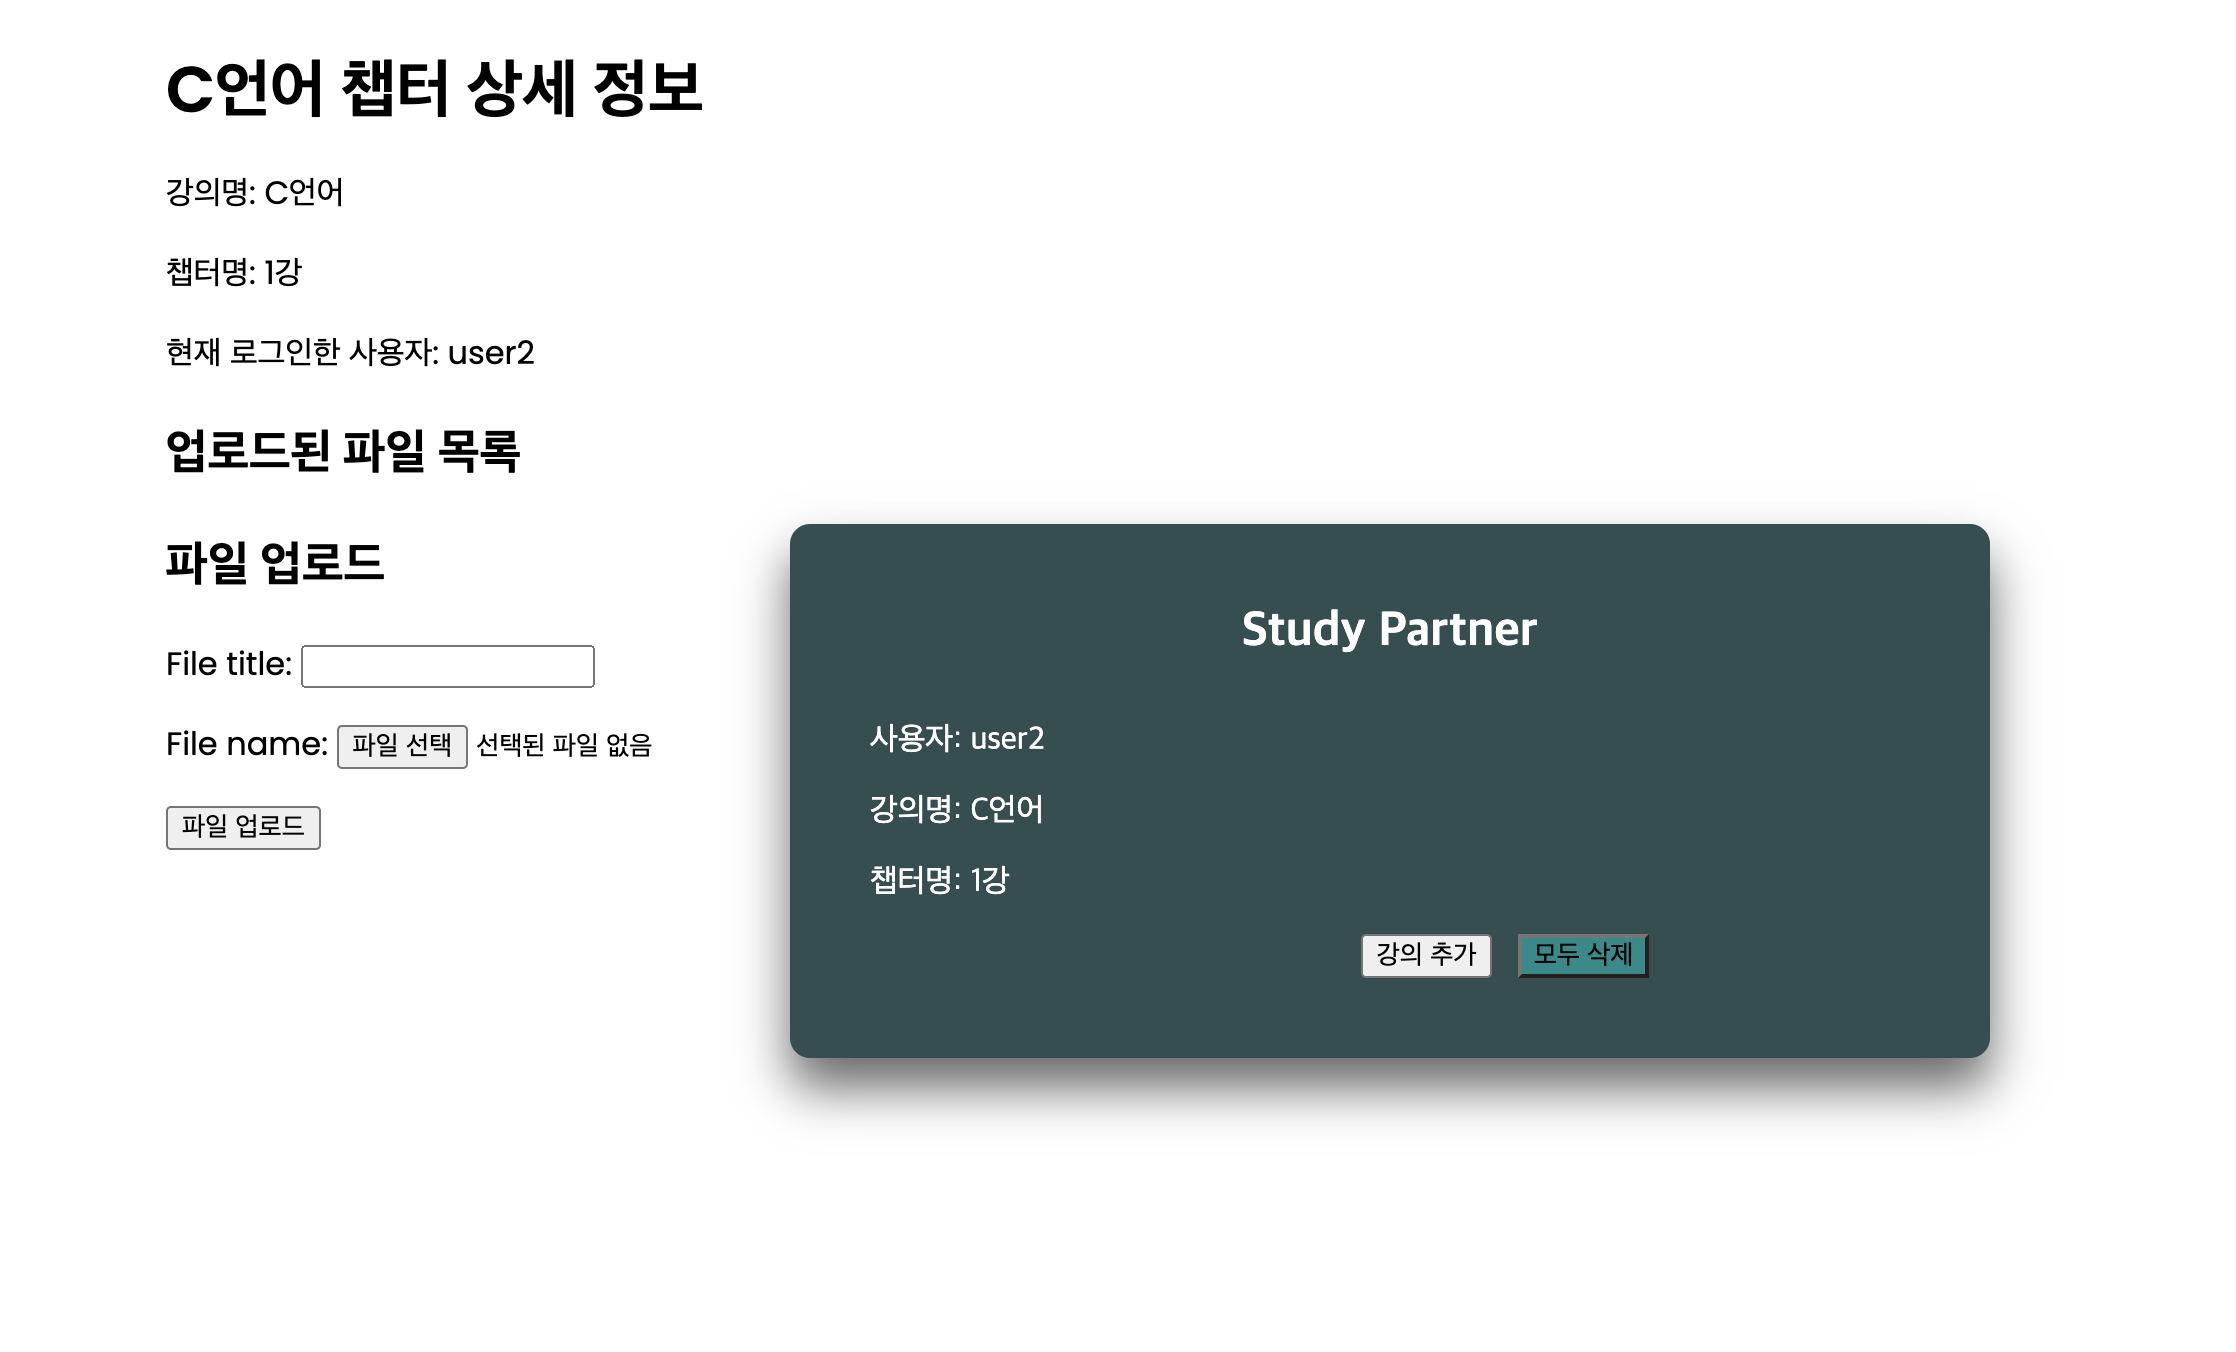 C언어 챕터 상세 정보
강의명: C언어
챕터명: 1강
현재 로그인한 사용자: user2
업로드된 파일 목록
파일 업로드
File title:
File name: 파일 선택 선택된 파일 없음
파일 업로드
Study Partner
사용자: user2
강의명: C언어
챕터명: 1강
강의 추가 모두 삭제